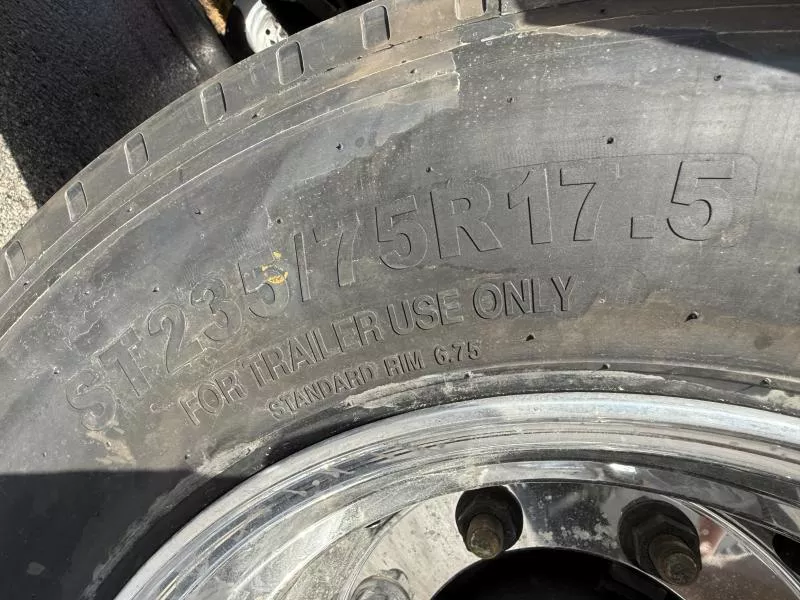 ST235/75R17.5
FOR TRAILER USE ONLY
STANDARD RIM 6.75